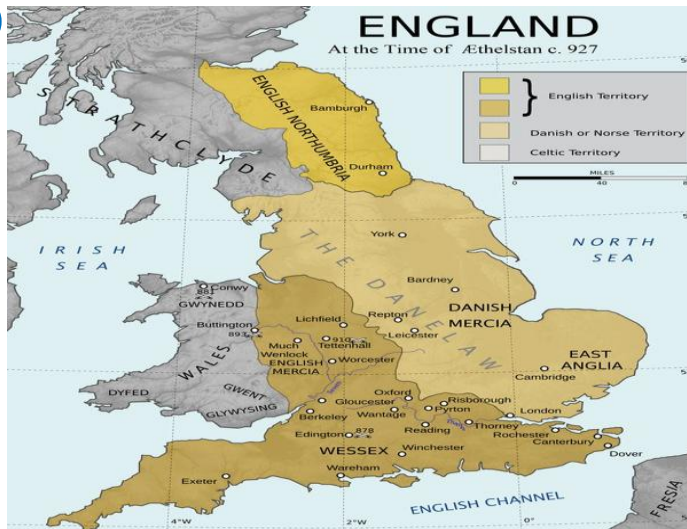 ENGLAND
At the Time of Æthelstan c. 927
English Territory
Danish or Norse Territory
Celtic Territory
MILES
0 40 8
STRATHCLYDE
ENGLISH NORTHUMBRIA
Bamburgh
Durham
IRISH
SEA
NORTH
SEA
York
THE DANELAW
Bardney
DANISH
MERCIA
Conwy
881
GWYNEDD
Buttington
893
Lichfield
Repton
Leicester
910
Tettenhall
Much
Wenlock
ENGLISH
MERCIA
Worcester
WALES
EAST
ANGLIA
Cambridge
DYFED
GWENT
GLYWYSING
Gloucester
Oxford
Risborough
Berkeley
Wantage
Pyrton
London
Reading
Thorney
Rochester
Canterbury
Edington
878
Dover
WESSEX
Winchester
Exeter
Wareham
ENGLISH CHANNEL
FRESIA
4°W
2°W
0°